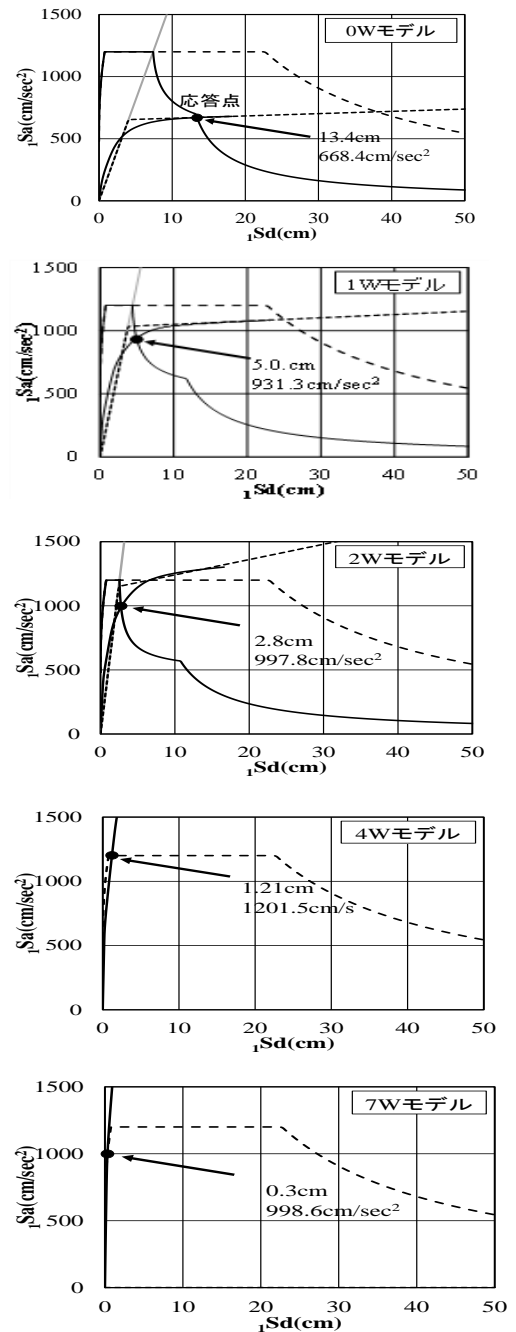 1500
0Wモデル
₁Sa(cm/sec²)
1000
応答点
500
13.4cm
668.4cm/sec²
0
0 10 20 30 40 50
₁Sd(cm)
1500
1Wモデル
₁Sa(cm/sec²)
1000
5.0.cm
931.3cm/sec²
500
0
0 10 20 30 40 50
₁Sd(cm)
1500
2Wモデル
₁Sa(cm/sec²)
1000
2.8cm
997.8cm/sec²
500
0
0 10 20 30 40 50
₁Sd(cm)
1500
4Wモデル
₁Sa(cm/sec²)
1000
1.21cm
1201.5cm/s
500
0
0 10 20 30 40 50
₁Sd(cm)
1500
7Wモデル
₁Sa(cm/sec²)
1000
0.3cm
998.6cm/sec²
500
0
0 10 20 30 40 50
₁Sd(cm)